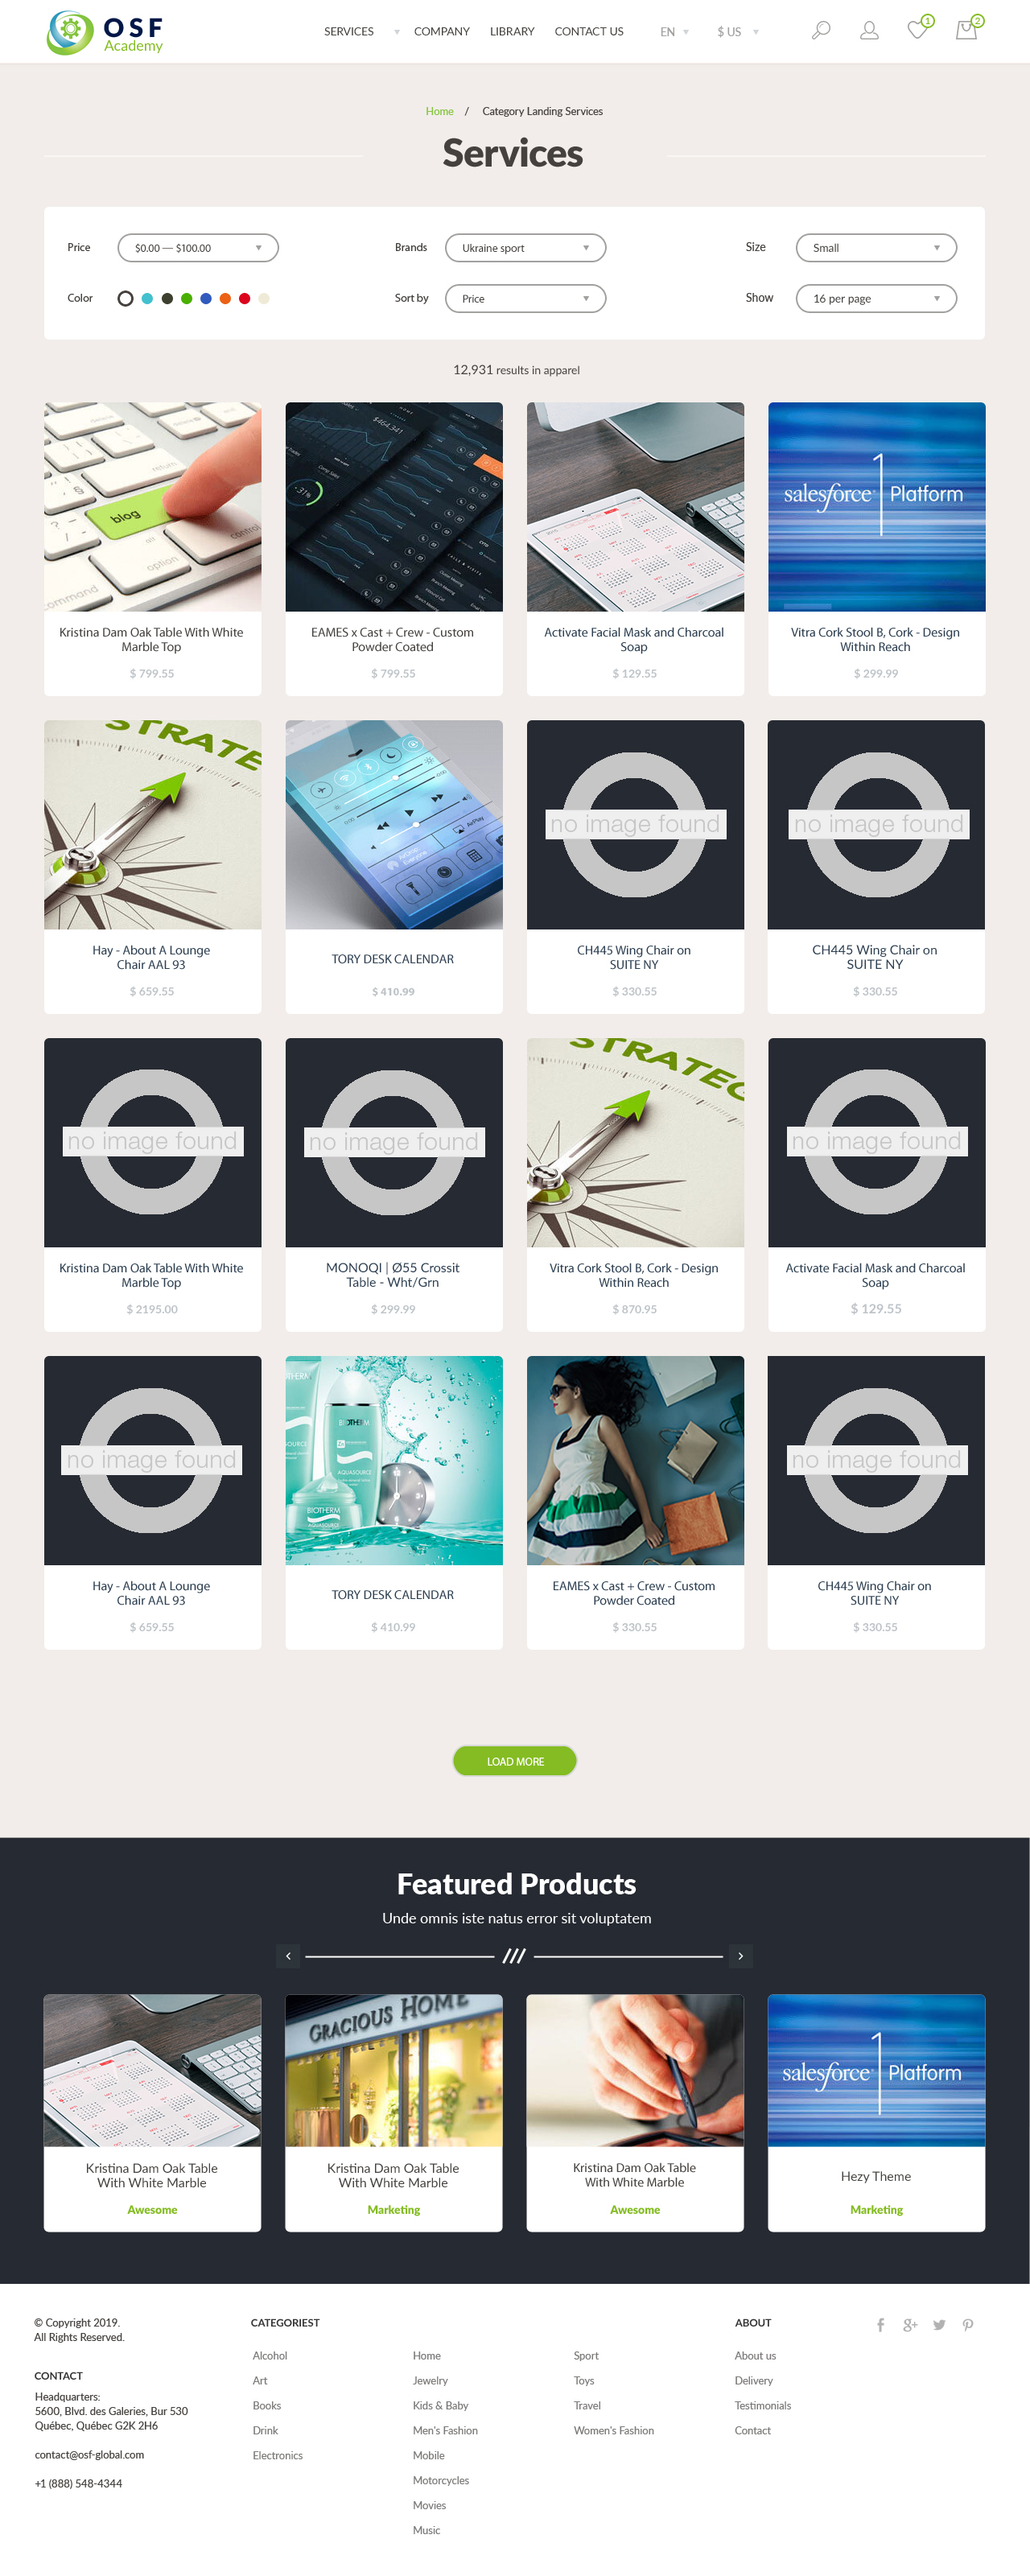 OSF
Academy
SERVICES COMPANY LIBRARY CONTACT US EN $ US 1 2
Home / Category Landing Services
Services
Price $0.00 — $100.00 Brands Ukraine sport Size Small
Color Sort by Price Show 16 per page
12,931 results in apparel
blog
return
control
option
command
$464,341
31%
salesforce 1 Platform
Kristina Dam Oak Table With White
Marble Top
$ 799.55
EAMES x Cast + Crew - Custom
Powder Coated
$ 799.55
Activate Facial Mask and Charcoal
Soap
$ 129.55
Vitra Cork Stool B, Cork - Design
Within Reach
$ 299.99
STRATE
AirPlay
no image found
no image found
Hay - About A Lounge
Chair AAL 93
$ 659.55
TORY DESK CALENDAR
$ 410.99
CH445 Wing Chair on
SUITE NY
$ 330.55
CH445 Wing Chair on
SUITE NY
$ 330.55
no image found
no image found
STRATEG
no image found
Kristina Dam Oak Table With White
Marble Top
$ 2195.00
MONOQI | Ø55 Crossit
Table - Wht/Grn
$ 299.99
Vitra Cork Stool B, Cork - Design
Within Reach
$ 870.95
Activate Facial Mask and Charcoal
Soap
$ 129.55
no image found
BIOTHERM
AQUASOURCE
BIOTHERM
AQUASOURCE
no image found
Hay - About A Lounge
Chair AAL 93
$ 659.55
TORY DESK CALENDAR
$ 410.99
EAMES x Cast + Crew - Custom
Powder Coated
$ 330.55
CH445 Wing Chair on
SUITE NY
$ 330.55
LOAD MORE
Featured Products
Unde omnis iste natus error sit voluptatem
GRACIOUS HOME
salesforce 1 Platform
Kristina Dam Oak Table
With White Marble
Awesome
Kristina Dam Oak Table
With White Marble
Marketing
Kristina Dam Oak Table
With White Marble
Awesome
Hezy Theme
Marketing
© Copyright 2019.
All Rights Reserved.
CONTACT
Headquarters:
5600, Blvd. des Galeries, Bur 530
Québec, Québec G2K 2H6
contact@osf-global.com
+1 (888) 548-4344
CATEGORIEST
Alcohol
Art
Books
Drink
Electronics
Home
Jewelry
Kids & Baby
Men's Fashion
Mobile
Motorcycles
Movies
Music
Sport
Toys
Travel
Women's Fashion
ABOUT
About us
Delivery
Testimonials
Contact